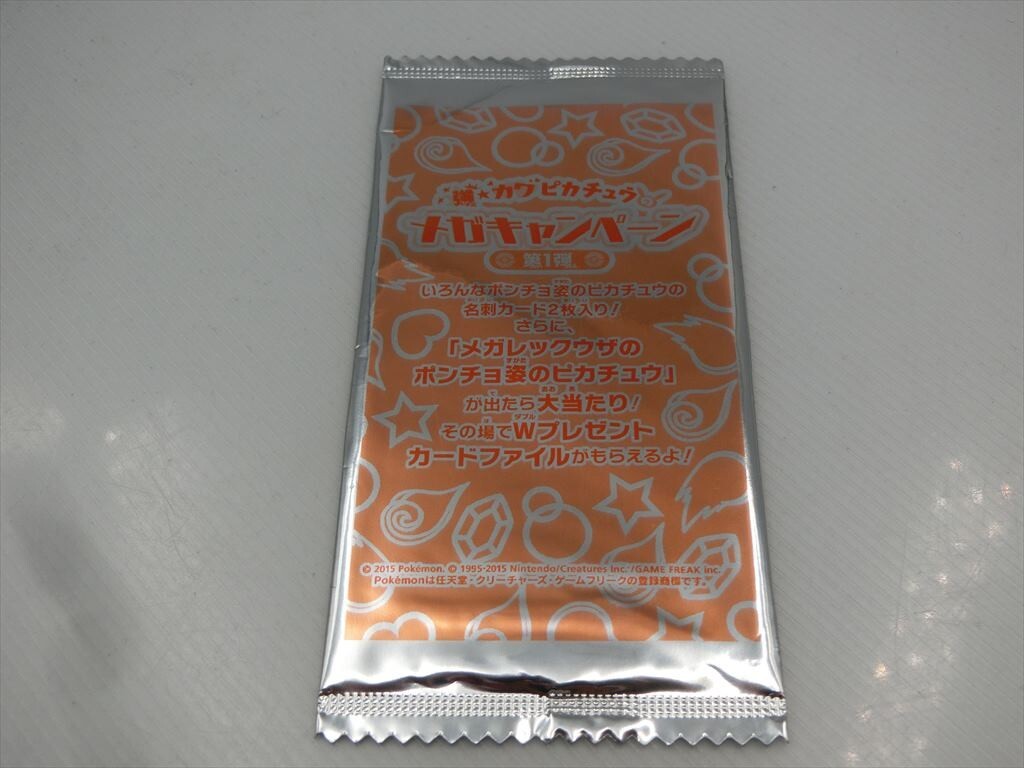 強★カワピカチュウ
メガキャンペーン
第1弾
いろんなポンチョ姿のピカチュウの
名刺カード2枚入り!
さらに、
「メガレックウザの
ポンチョ姿のピカチュウ」
が出たら大当たり!
その場でWプレゼント
カードファイルがもらえるよ!
© 2015 Pokémon. © 1995-2015 Nintendo/Creatures Inc./GAME FREAK inc.
Pokémonは任天堂・クリーチャーズ・ゲームフリークの登録商標です。